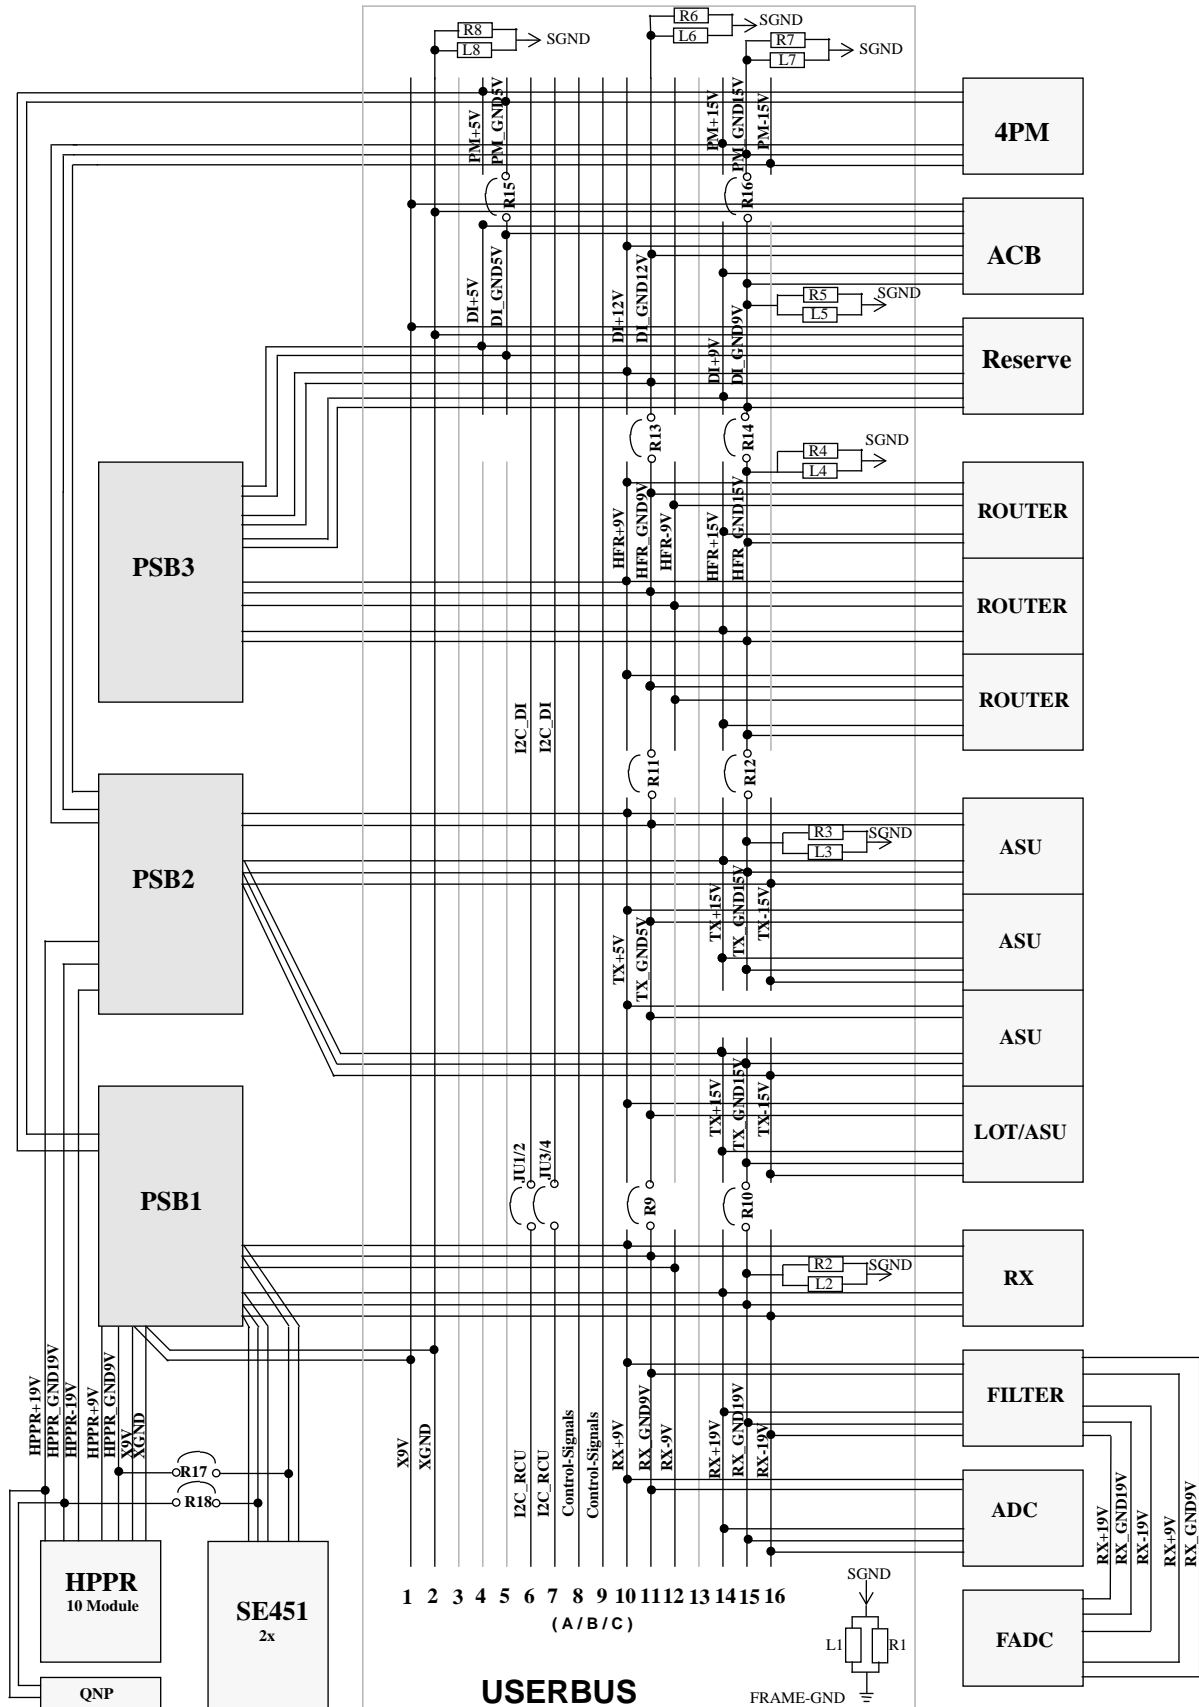 R8
L8
SGND
R6
L6
SGND
R7
L7
SGND
PM+5V
PM_GND5V
PM+15V
PM_GND15V
PM-15V
4PM
R15
R16
ACB
DI+5V
DI_GND5V
DI+12V
DI_GND12V
DI+9V
DI_GND9V
R5
L5
SGND
Reserve
R13
R14
R4
L4
SGND
PSB3
HFR+9V
HFR_GND9V
HFR-9V
HFR+15V
HFR_GND15V
ROUTER
ROUTER
ROUTER
I2C_DI
I2C_DI
R11
R12
PSB2
R3
L3
SGND
ASU
TX+5V
TX_GND5V
TX+15V
TX_GND15V
TX-15V
ASU
ASU
TX+15V
TX_GND15V
TX-15V
LOT/ASU
PSB1
JU1/2
JU3/4
R9
R10
R2
L2
SGND
RX
HPPR+19V
HPPR_GND19V
HPPR-19V
HPPR+9V
HPPR_GND9V
X9V
XGND
R17
R18
X9V
XGND
I2C_RCU
I2C_RCU
Control-Signals
Control-Signals
RX+9V
RX_GND9V
RX-9V
RX+19V
RX_GND19V
RX-19V
FILTER
ADC
RX+19V
RX_GND19V
RX-19V
RX+9V
RX_GND9V
HPPR
10 Module
SE451
2x
QNP
1 2 3 4 5 6 7 8 9 10 11 12 13 14 15 16
( A / B / C )
USERBUS
SGND
L1
R1
FRAME-GND
FADC